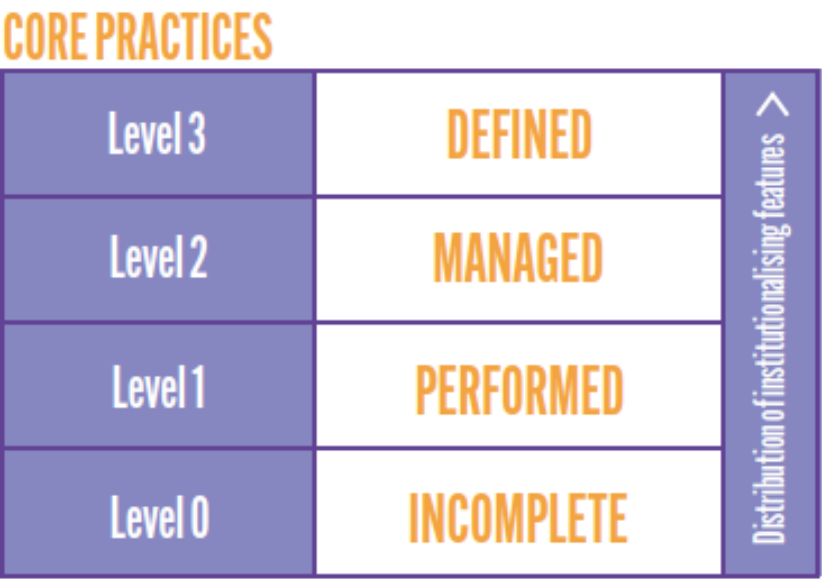 CORE PRACTICES
Level 3
DEFINED
Level 2
MANAGED
Level 1
PERFORMED
Level 0
INCOMPLETE
Distribution of institutionalising features >